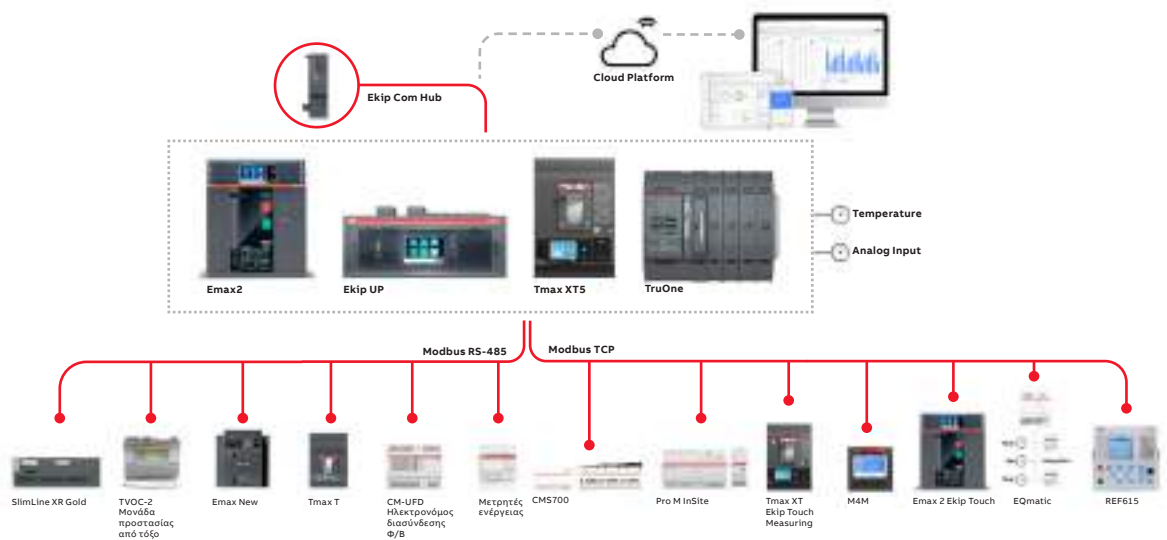 Cloud Platform
Ekip Com Hub
Emax2
Ekip UP
Tmax XT5
TruOne
Temperature
Analog Input
Modbus RS-485
Modbus TCP
SlimLine XR Gold
TVOC-2
Μονάδα
προστασίας
από τόξο
Emax New
Tmax T
CM-UFD
Ηλεκτρονόμος
διασύνδεσης
Φ/Β
Μετρητές
ενέργειας
CMS700
Pro M InSite
Tmax XT
Ekip Touch
Measuring
M4M
Emax 2 Ekip Touch
EQmatic
REF615